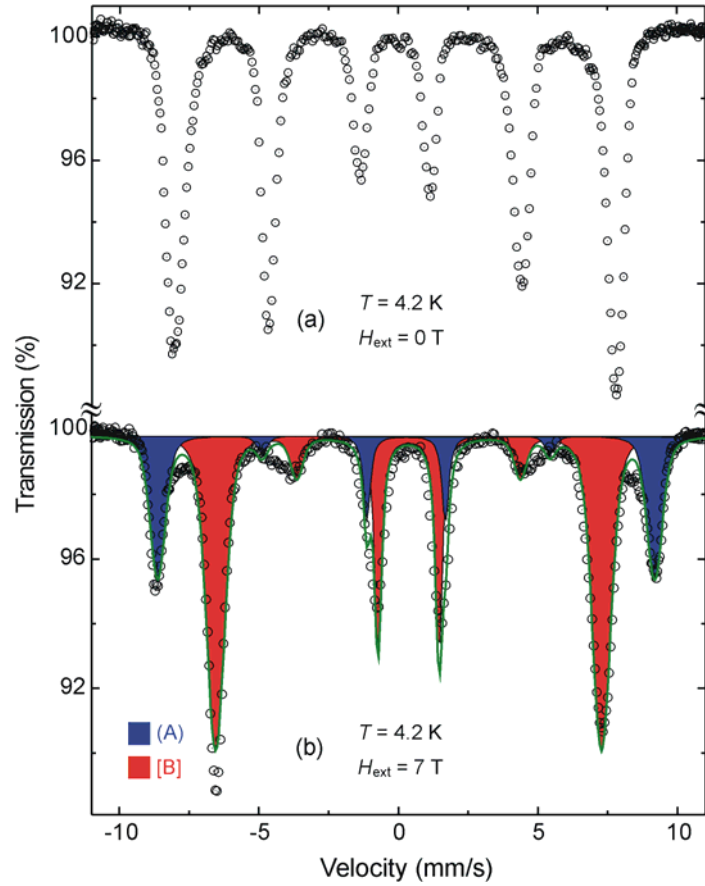 100
96
92
(a)
T = 4.2 K
Hext = 0 T
Transmission (%)
100
96
92
(A)
[B]
(b)
T = 4.2 K
Hext = 7 T
-10 -5 0 5 10
Velocity (mm/s)